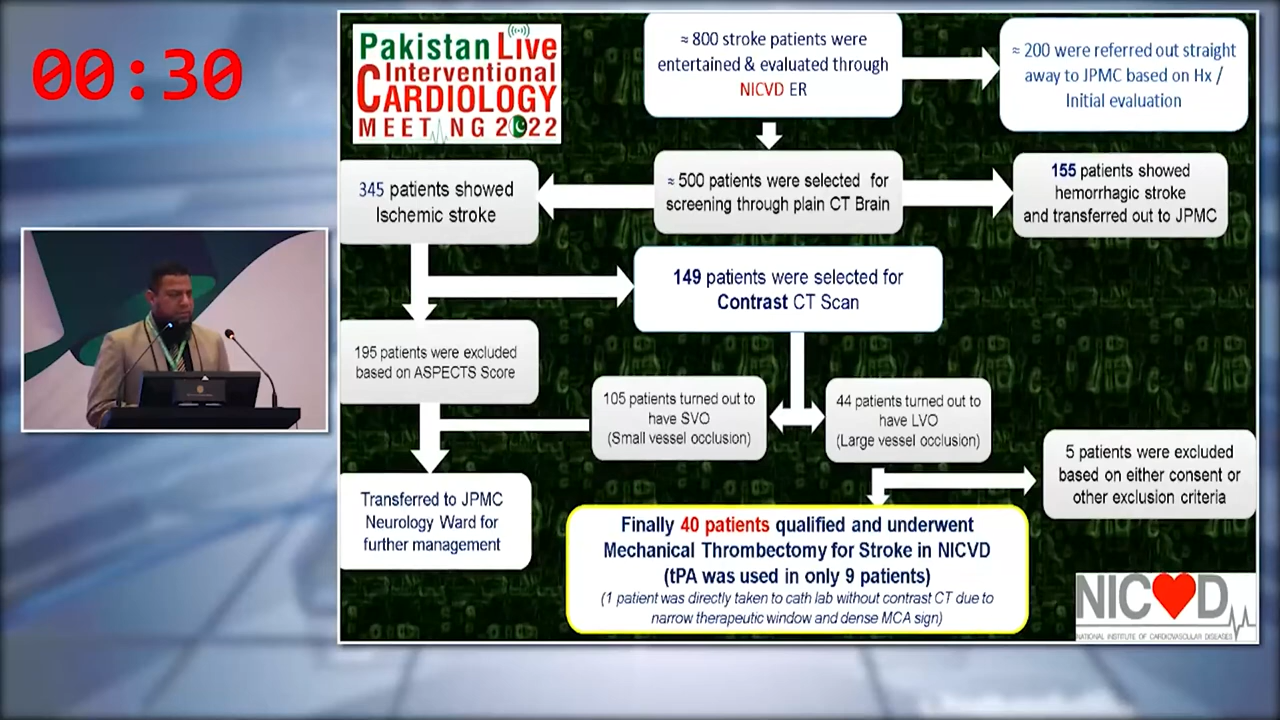 00:30
Pakistan Live
Interventional
CARDIOLOGY
MEETING 2022
≈ 800 stroke patients were
entertained & evaluated through
NICVD ER
≈ 200 were referred out straight
away to JPMC based on Hx /
Initial evaluation
345 patients showed
Ischemic stroke
≈ 500 patients were selected for
screening through plain CT Brain
155 patients showed
hemorrhagic stroke
and transferred out to JPMC
149 patients were selected for
Contrast CT Scan
195 patients were excluded
based on ASPECTS Score
105 patients turned out to
have SVO
(Small vessel occlusion)
44 patients turned out to
have LVO
(Large vessel occlusion)
5 patients were excluded
based on either consent or
other exclusion criteria
Transferred to JPMC
Neurology Ward for
further management
Finally 40 patients qualified and underwent
Mechanical Thrombectomy for Stroke in NICVD
(tPA was used in only 9 patients)
(1 patient was directly taken to cath lab without contrast CT due to
narrow therapeutic window and dense MCA sign)
NICVD
NATIONAL INSTITUTE OF CARDIOVASCULAR DISEASES